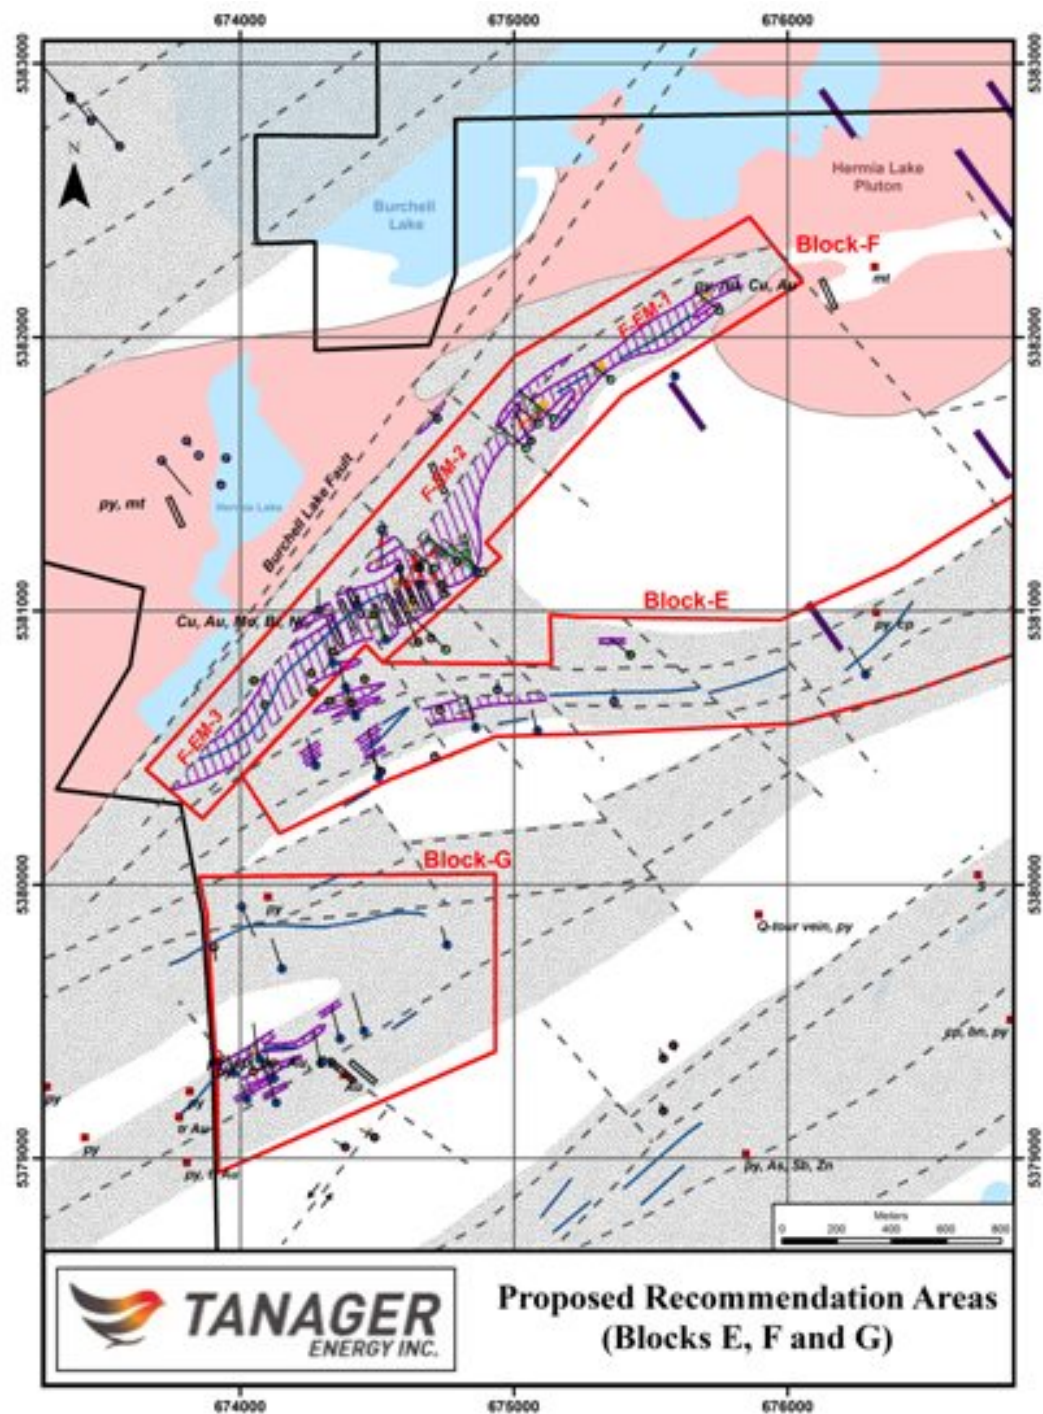 674000
675000
676000
5383000
5383000
N
Hermia Lake
Pluton
Burchell
Lake
Block-F
mt
Cu, Au
F-EM-1
5382000
5382000
F-EM-2
Burchell Lake Fault
py, mt
Hermia Lake
5381000
5381000
Block-E
Cu, Au, Mo, Bi, Ni
py, cp
F-EM-3
5380000
5380000
Block-G
py
Q-tour vein, py
cp, bn, py
py
py
tr Au
py
py, As, Sb, Zn
5379000
5379000
Meters
0 200 400 600 800
TANAGER
ENERGY INC.
Proposed Recommendation Areas
(Blocks E, F and G)
674000
675000
676000